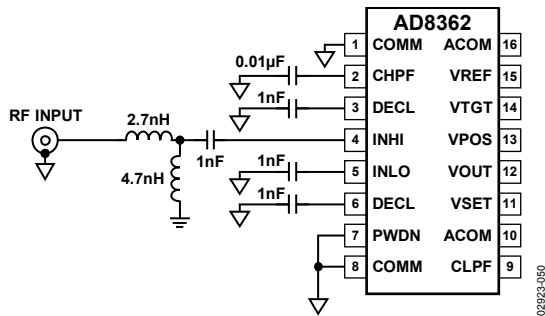 AD8362
1 COMM ACOM 16
0.01µF
2 CHPF VREF 15
1nF
3 DECL VTGT 14
RF INPUT
2.7nH
1nF
4 INHI VPOS 13
4.7nH
1nF
5 INLO VOUT 12
1nF
6 DECL VSET 11
7 PWDN ACOM 10
8 COMM CLPF 9
02923-050